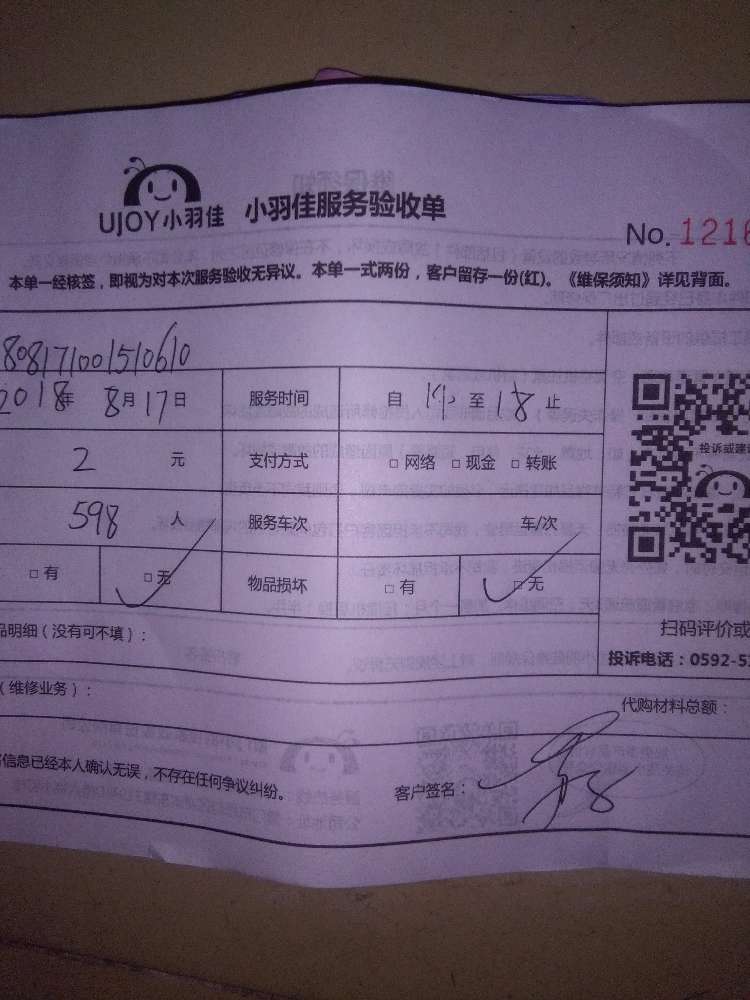 UJOY小羽佳 小羽佳服务验收单
No. 1216
本单一经核签，即视为对本次服务验收无异议。本单一式两份，客户留存一份(红)。《维保须知》详见背面。
808171001510610
2018年 8月17日 服务时间 自 至 18 止
2 元 支付方式 □ 网络 □ 现金 □ 转账
投诉或建
598 人 服务车次 车/次
□ 有 □ 无 物品损坏 □ 有 □ 无
品明细（没有可不填）：
扫码评价或
投诉电话：0592-5
（维修业务）：
代购材料总额：
信息已经本人确认无误，不存在任何争议纠纷。
客户签名：